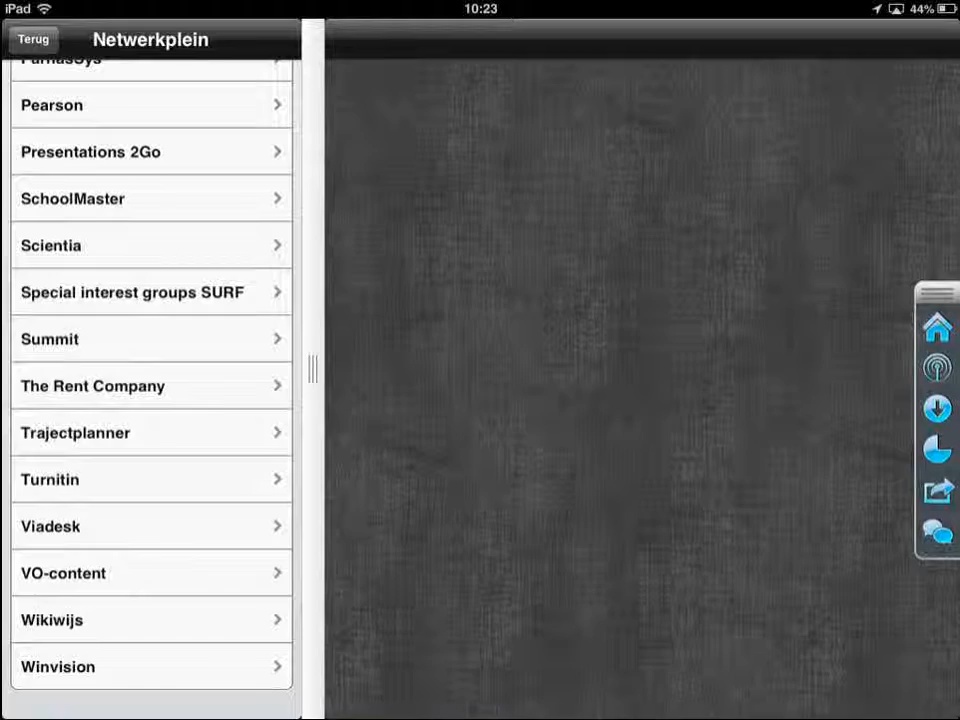 iPad
10:23
44%
Terug
Netwerkplein
ParnasSys
Pearson
Presentations 2Go
SchoolMaster
Scientia
Special interest groups SURF
Summit
The Rent Company
Trajectplanner
Turnitin
Viadesk
VO-content
Wikiwijs
Winvision